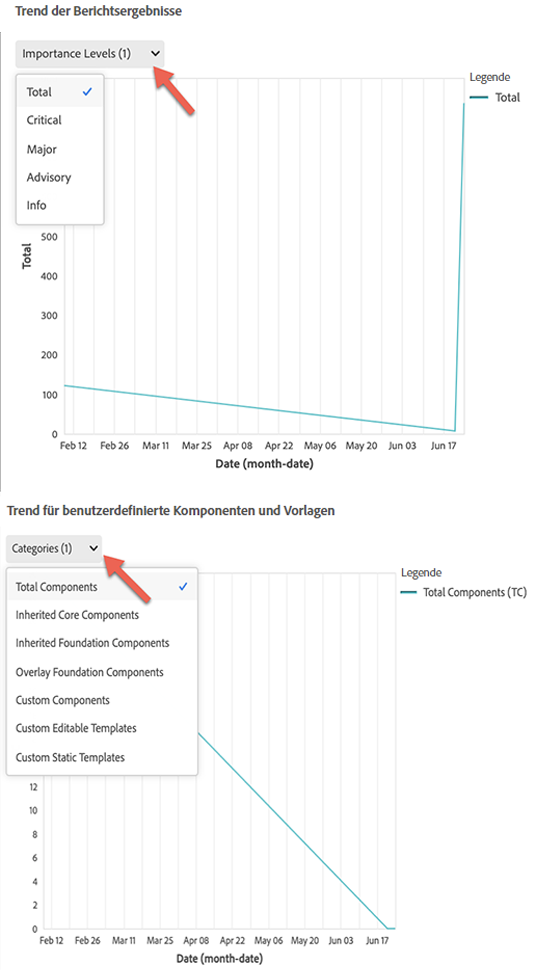 Trend der Berichtsergebnisse
Importance Levels (1)
Legende
Total
Total
Critical
Major
Advisory
Info
Total
500
400
300
200
100
0
Feb 12 Feb 26 Mar 11 Mar 25 Apr 08 Apr 22 May 06 May 20 Jun 03 Jun 17
Date (month-date)
Trend für benutzerdefinierte Komponenten und Vorlagen
Categories (1)
Legende
Total Components (TC)
Total Components
Inherited Core Components
Inherited Foundation Components
Overlay Foundation Components
Custom Components
Custom Editable Templates
Custom Static Templates
12
10
8
6
4
2
0
Feb 12 Feb 26 Mar 11 Mar 25 Apr 08 Apr 22 May 06 May 20 Jun 03 Jun 17
Date (month-date)